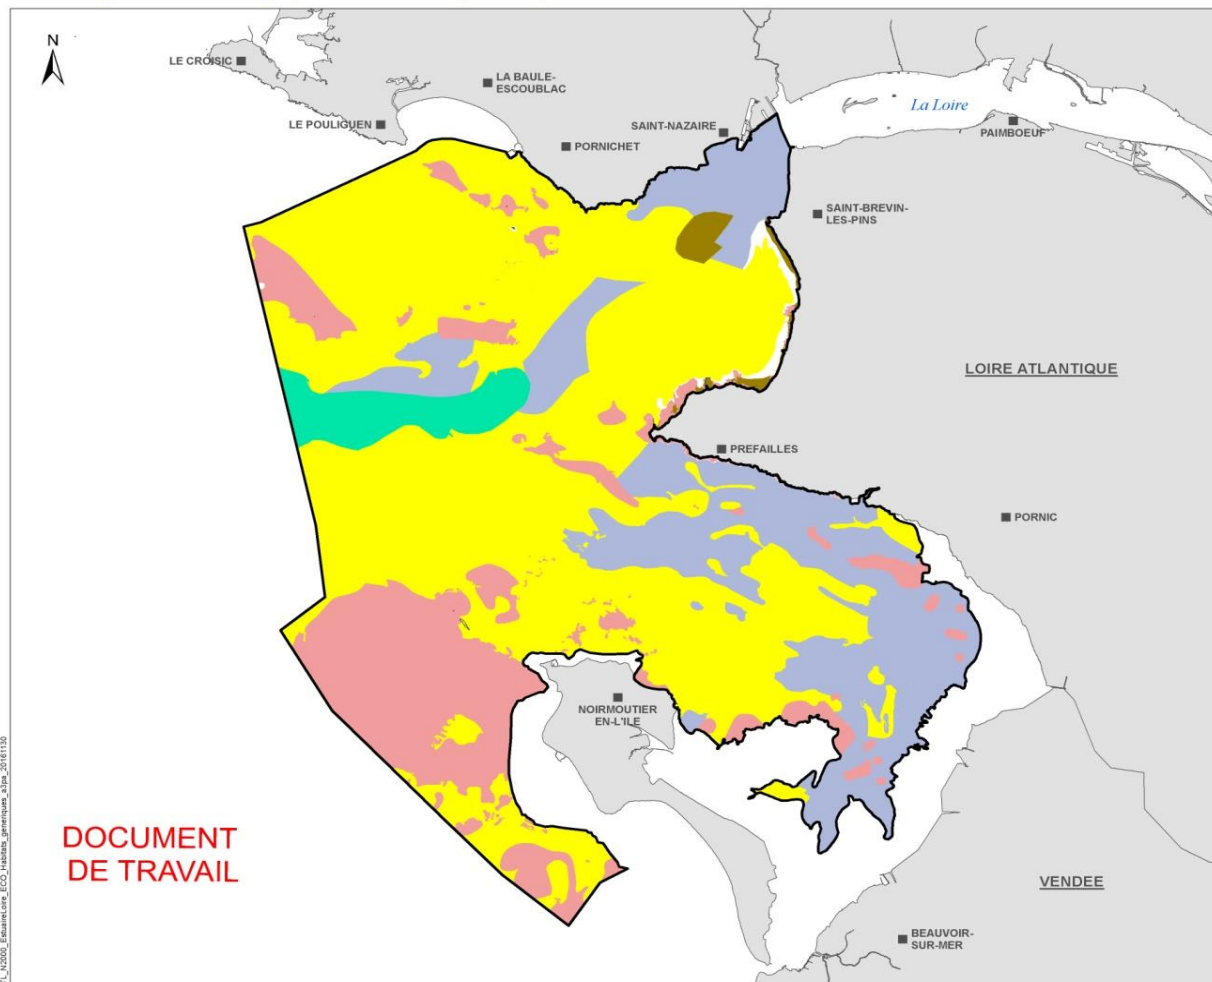 N
LE CROISIC
LA BAULE-
ESCOUBLAC
LE POULIGUEN
SAINT-NAZAIRE
PORNICHET
La Loire
PAIMBOEUF
SAINT-BREVIN-
LES-PINS
LOIRE ATLANTIQUE
PREFAILLES
PORNIC
NOIRMOUTIER
EN-L'ILE
DOCUMENT
DE TRAVAIL
VENDEE
BEAUVOIR-
SUR-MER